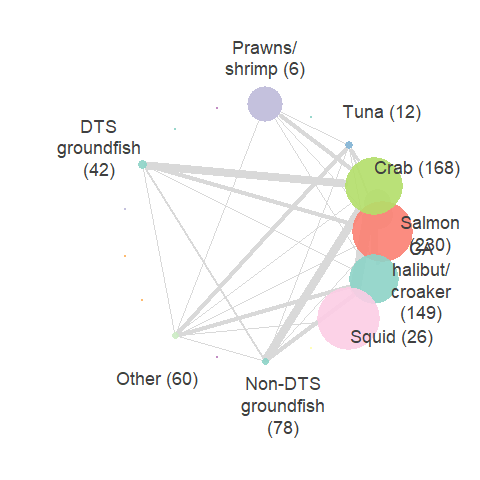 Prawns/
shrimp (6)
Tuna (12)
DTS
groundfish
(42)
Crab (168)
Salmon
(230)
CA
halibut/
croaker
(149)
Squid (26)
Other (60)
Non-DTS
groundfish
(78)